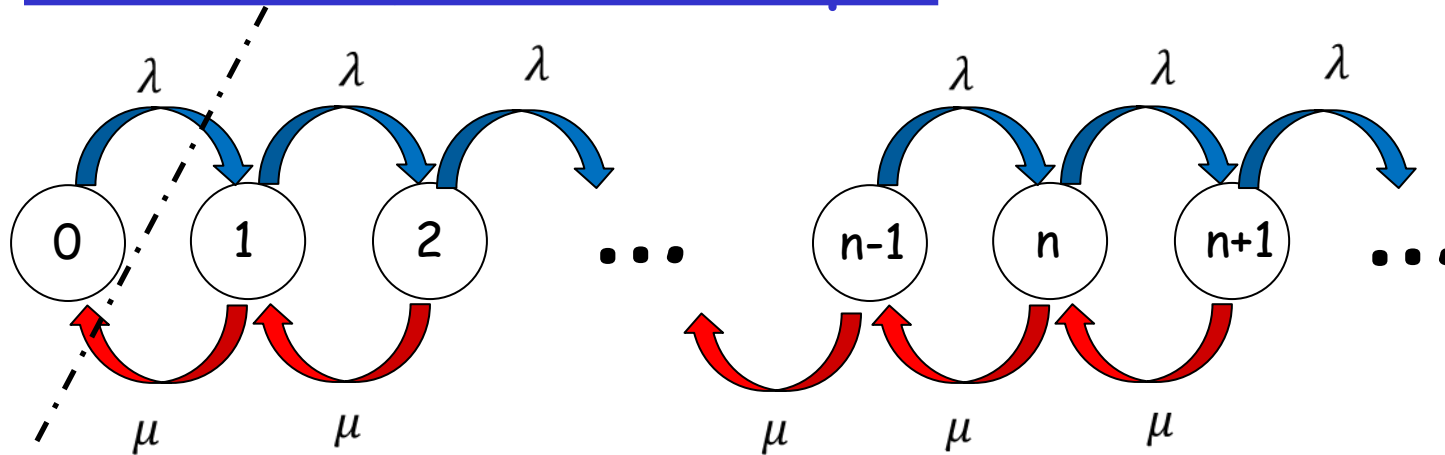 λ λ λ λ λ λ
0 1 2 ... n-1 n n+1 ...
μ μ μ μ μ